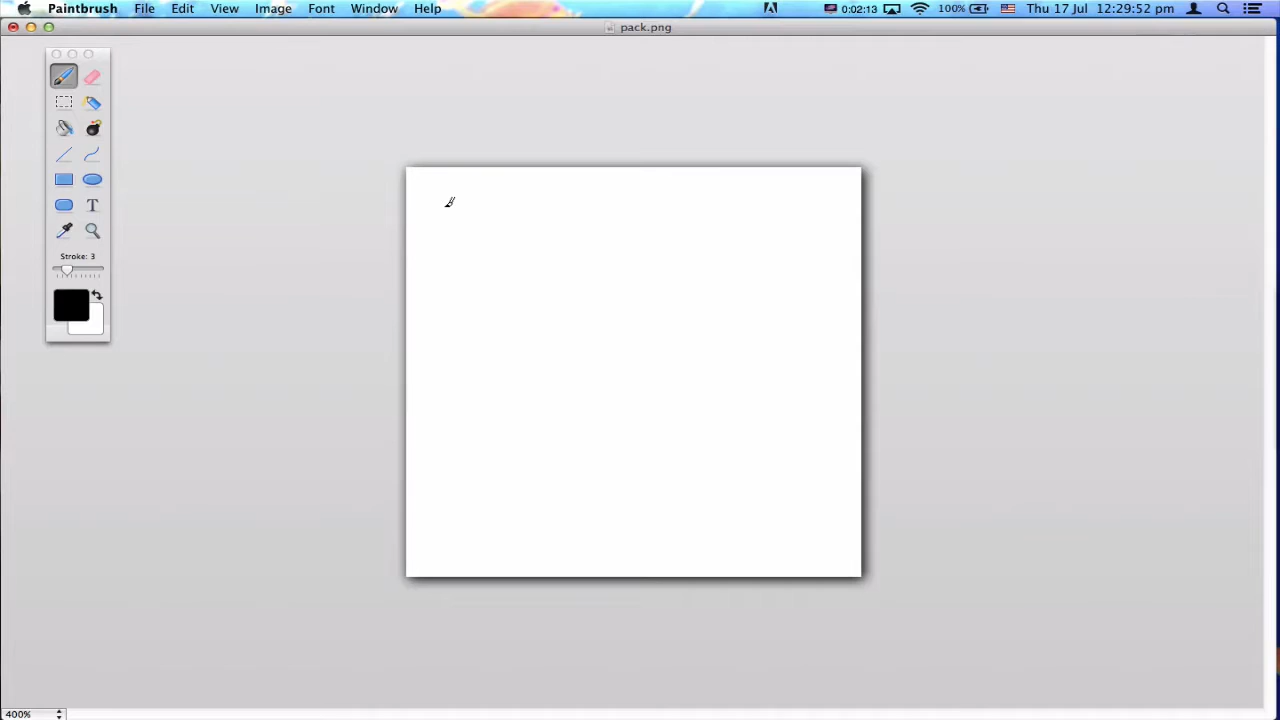 Paintbrush File Edit View Image Font Window Help 0:02:13 100% Thu 17 Jul 12:29:52 pm
pack.png
T
Stroke: 3
400%